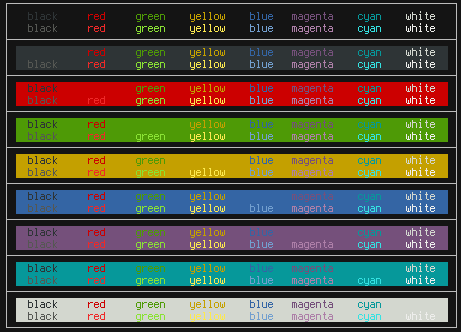 black red green yellow blue magenta cyan white
black red green yellow blue magenta cyan white
red green yellow blue magenta cyan white
black red green yellow blue magenta cyan white
black green yellow blue magenta cyan white
black red green yellow blue magenta cyan white
black red yellow blue magenta cyan white
black red green yellow blue magenta cyan white
black red green blue magenta cyan white
black red green yellow blue magenta cyan white
black red green yellow magenta cyan white
black red green yellow blue magenta cyan white
black red green yellow blue cyan white
black red green yellow blue magenta cyan white
black red green yellow blue magenta white
black red green yellow blue magenta cyan white
black red green yellow blue magenta cyan
black red green yellow blue magenta cyan white